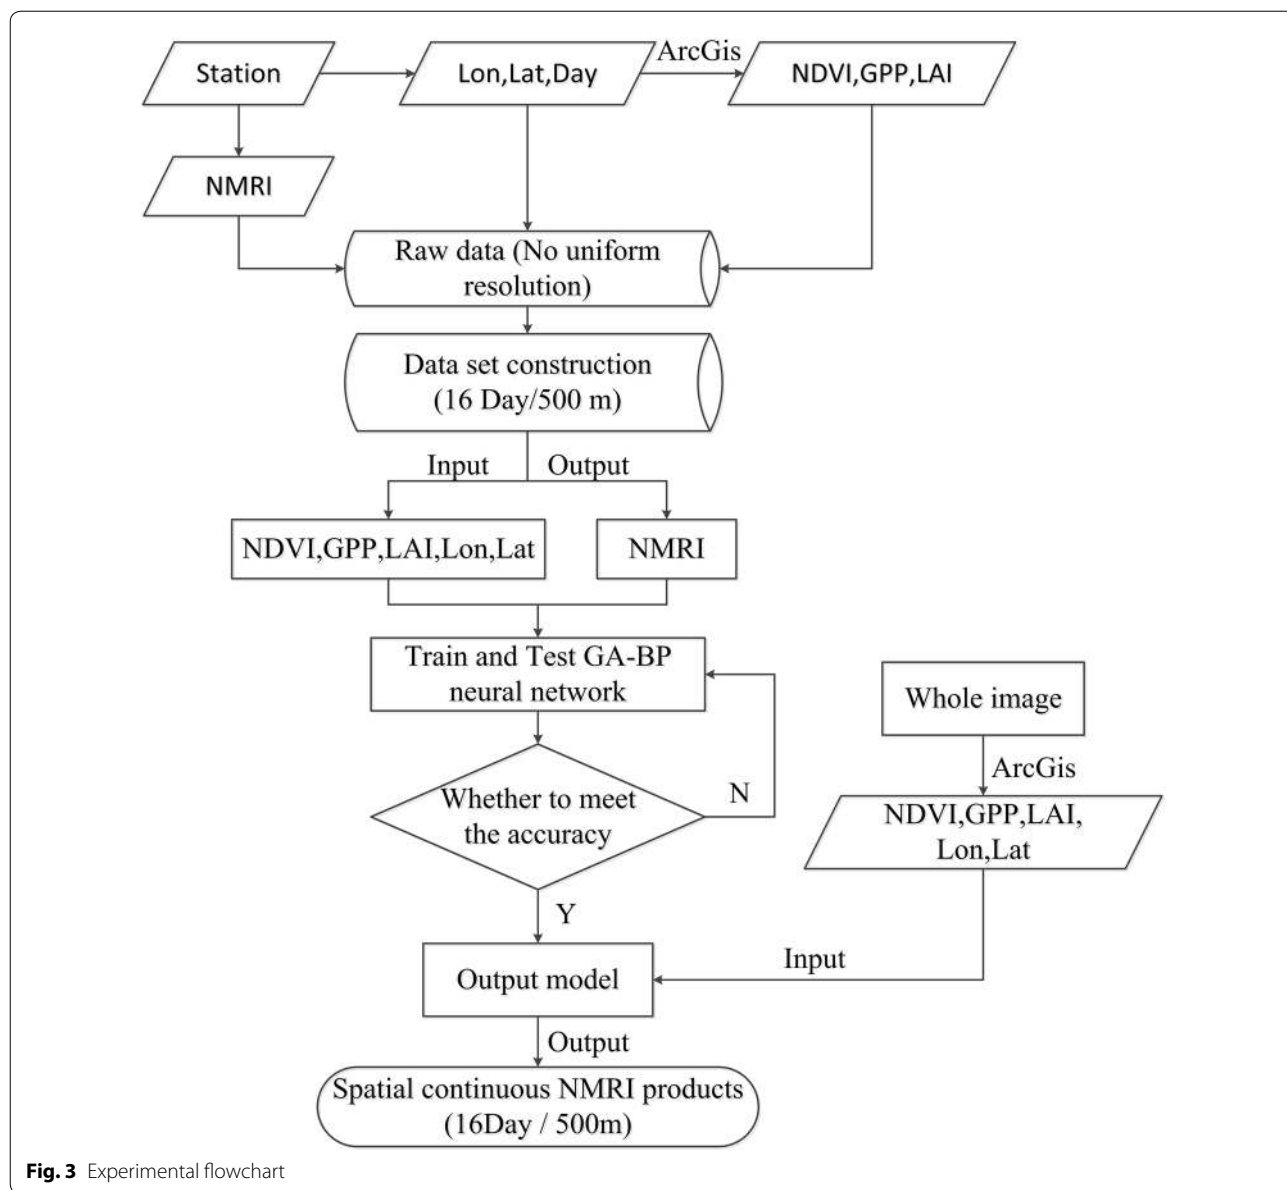 Station
Lon,Lat,Day
ArcGis
NDVI,GPP,LAI
NMRI
Raw data (No uniform
resolution)
Data set construction
(16 Day/500 m)
Input
Output
NDVI,GPP,LAI,Lon,Lat
NMRI
Train and Test GA-BP
neural network
Whole image
ArcGis
Whether to meet
the accuracy
N
NDVI,GPP,LAI,
Lon,Lat
Y
Output model
Input
Output
Spatial continuous NMRI products
(16Day / 500m)
Fig. 3 Experimental flowchart